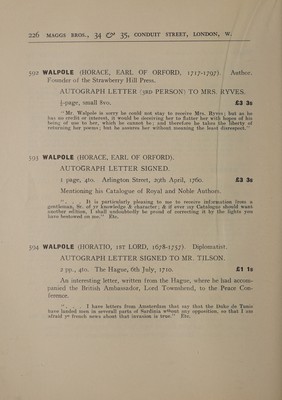 226 MAGGS BROS., 34 & 35, CONDUIT STREET, LONDON, W.
592 WALPOLE (HORACE, EARL OF ORFORD, 1717-1797). Author.
Founder of the Strawberry Hill Press.
AUTOGRAPH LETTER (3RD PERSON) TO MRS. RYVES.
½-page, small 8vo. £3 3s
"Mr. Walpole is sorry he could not stay to receive Mrs. Ryves; but as he
has no credit or interest, it would be deceiving her to flatter her with hopes of his
being of use to her, which he cannot be; and therefore he takes the liberty of
returning her poems; but he assures her without meaning the least disrespect."
593 WALPOLE (HORACE, EARL OF ORFORD).
AUTOGRAPH LETTER SIGNED.
1 page, 4to. Arlington Street, 29th April, 1760. £3 3s
Mentioning his Catalogue of Royal and Noble Authors.
". . . It is particularly pleasing to me to receive information from a
gentleman, Sr. of yr knowledge & character; & if ever my Catalogue should want
another edition, I shall undoubtedly be proud of correcting it by the lights you
have bestowed on me." Etc.
594 WALPOLE (HORATIO, 1ST LORD, 1678-1757). Diplomatist.
AUTOGRAPH LETTER SIGNED TO MR. TILSON.
2 pp., 4to. The Hague, 6th July, 1710. £1 1s
An interesting letter, written from the Hague, where he had accom-
panied the British Ambassador, Lord Townshend, to the Peace Con-
ference.
". . . I have letters from Amsterdam that say that the Duke de Tunis
have landed men in severall parts of Sardinia wthout any opposition, so that I am
afraid ye french news about that invasion is true." Etc.